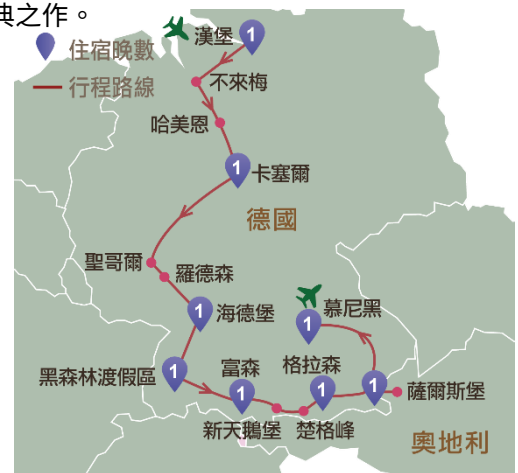 典之作。
住宿晚數
行程路線
漢堡
1
不來梅
哈美恩
1
卡塞爾
德國
聖哥爾
羅德森
1
海德堡
1
慕尼黑
黑森林渡假區
1
富森
1
格拉森
1
1
薩爾斯堡
新天鵝堡
楚格峰
奧地利